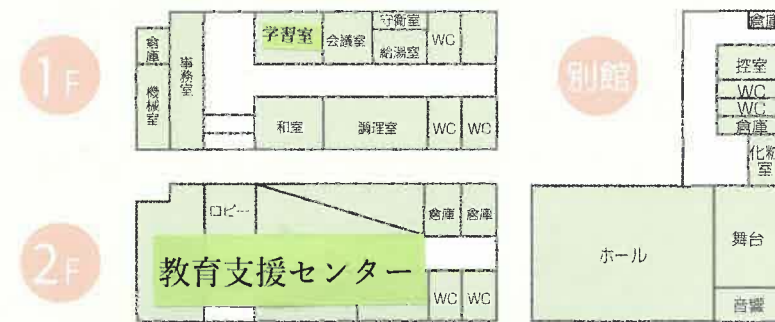 1F
倉庫
機械室
事務室
学習室
会議室
守衛室
給湯室
WC
和室
調理室
WC
WC
2F
ロビー
倉庫
倉庫
教育支援センター
WC
WC
別館
倉庫
控室
WC
WC
倉庫
化粧室
ホール
舞台
音響